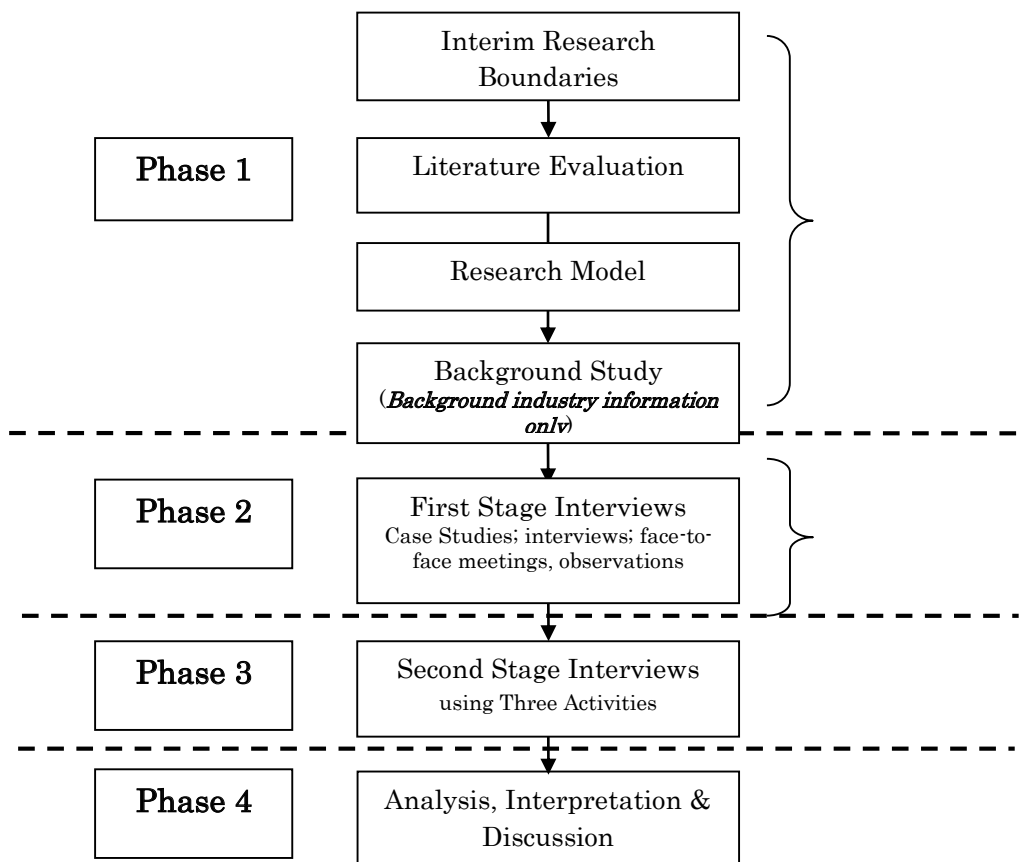 Interim Research
Boundaries
Phase 1
Literature Evaluation
Research Model
Background Study
(Background industry information
only)
Phase 2
First Stage Interviews
Case Studies; interviews; face-to-
face meetings, observations
Phase 3
Second Stage Interviews
using Three Activities
Phase 4
Analysis, Interpretation &
Discussion